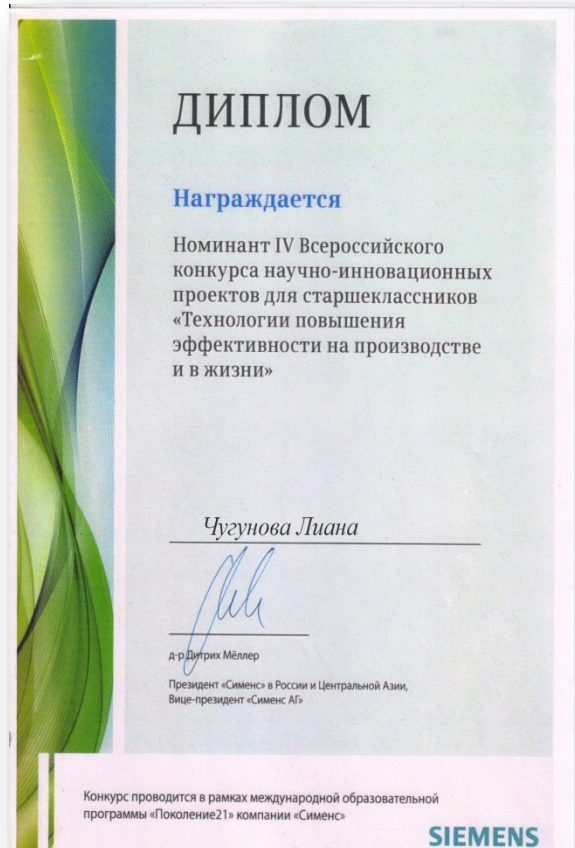 ДИПЛОМ
Награждается
Номинант IV Всероссийского
конкурса научно-инновационных
проектов для старшеклассников
«Технологии повышения
эффективности на производстве
и в жизни»
Чугунова Лиана
д-р Дитрих Мёллер
Президент «Сименс» в России и Центральной Азии,
Вице-президент «Сименс АГ»
Конкурс проводится в рамках международной образовательной
программы «Поколение21» компании «Сименс»
SIEMENS